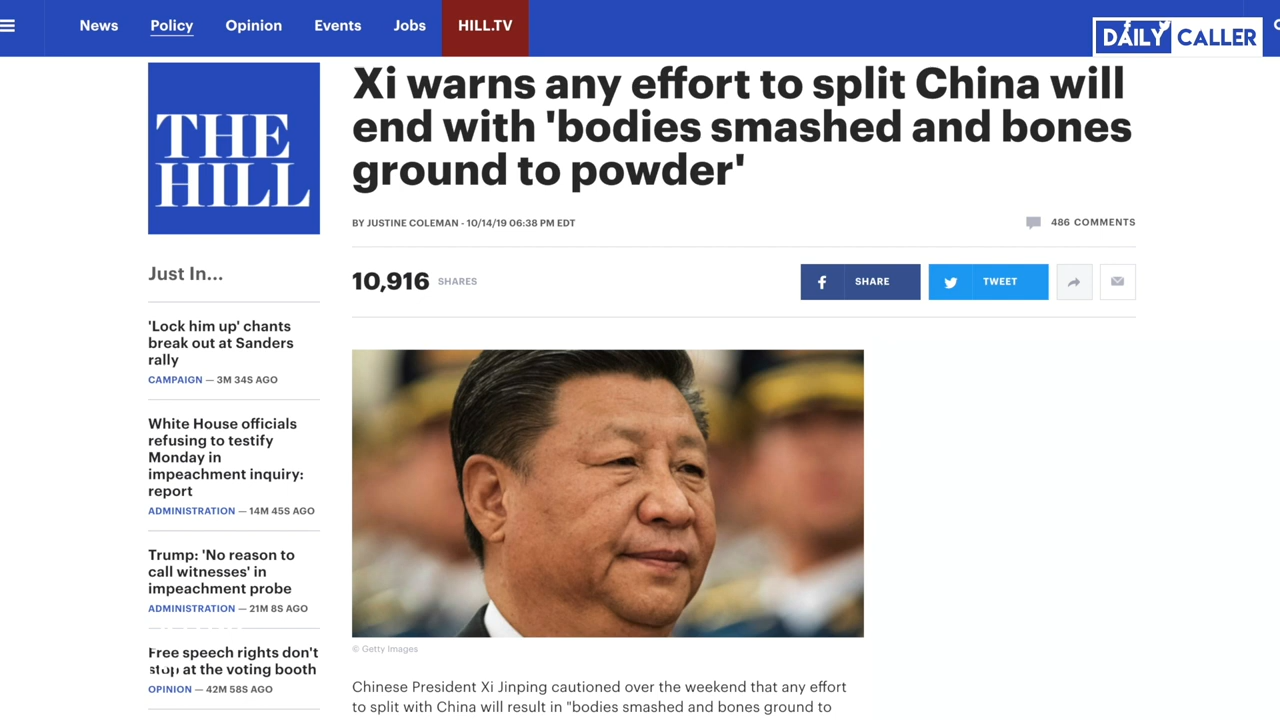 News Policy Opinion Events Jobs HILL.TV
DAILY CALLER
THE
HILL
Xi warns any effort to split China will
end with 'bodies smashed and bones
ground to powder'
BY JUSTINE COLEMAN - 10/14/19 06:38 PM EDT
486 COMMENTS
10,916 SHARES
SHARE
TWEET
Just In...
'Lock him up' chants
break out at Sanders
rally
CAMPAIGN — 3M 34S AGO
White House officials
refusing to testify
Monday in
impeachment inquiry:
report
ADMINISTRATION — 14M 45S AGO
Trump: 'No reason to
call witnesses' in
impeachment probe
ADMINISTRATION — 21M 8S AGO
Free speech rights don't
stop at the voting booth
OPINION — 42M 58S AGO
© Getty Images
Chinese President Xi Jinping cautioned over the weekend that any effort
to split with China will result in "bodies smashed and bones ground to